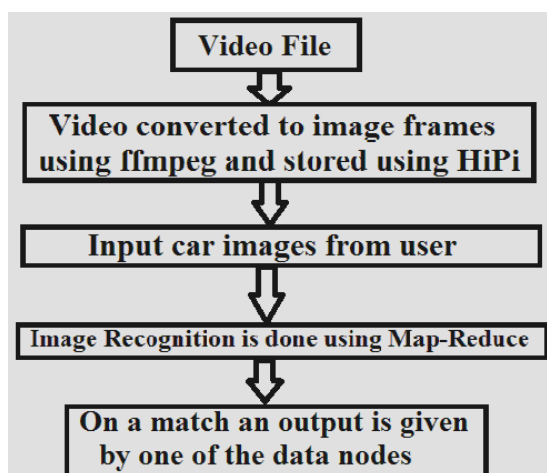 Video File
Video converted to image frames
using ffmpeg and stored using HiPi
Input car images from user
Image Recognition is done using Map-Reduce
On a match an output is given
by one of the data nodes